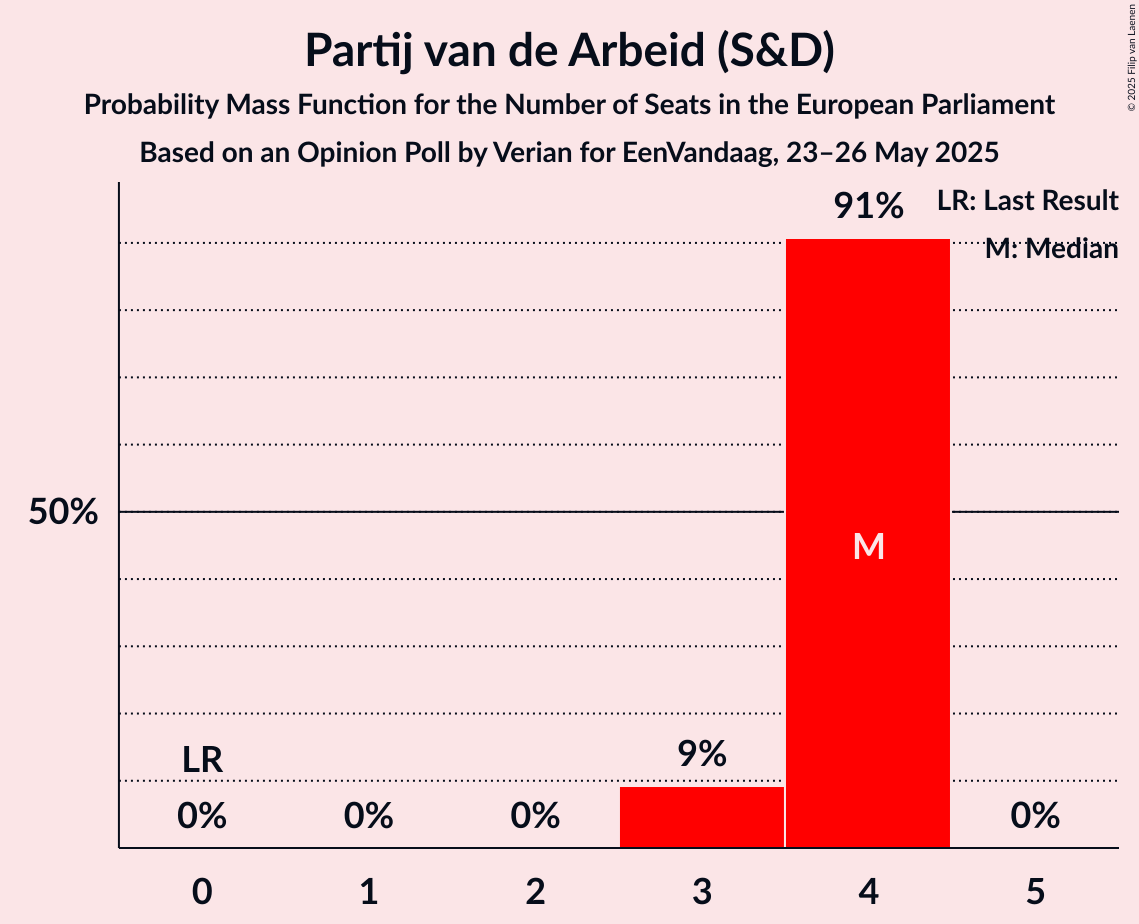 Partij van de Arbeid (S&D)
Probability Mass Function for the Number of Seats in the European Parliament
Based on an Opinion Poll by Verian for EenVandaag, 23–26 May 2025
© 2025 Filip van Laenen
LR: Last Result
M: Median
91%
50%
M
LR
9%
0% 0% 0% 0%
0 1 2 3 4 5